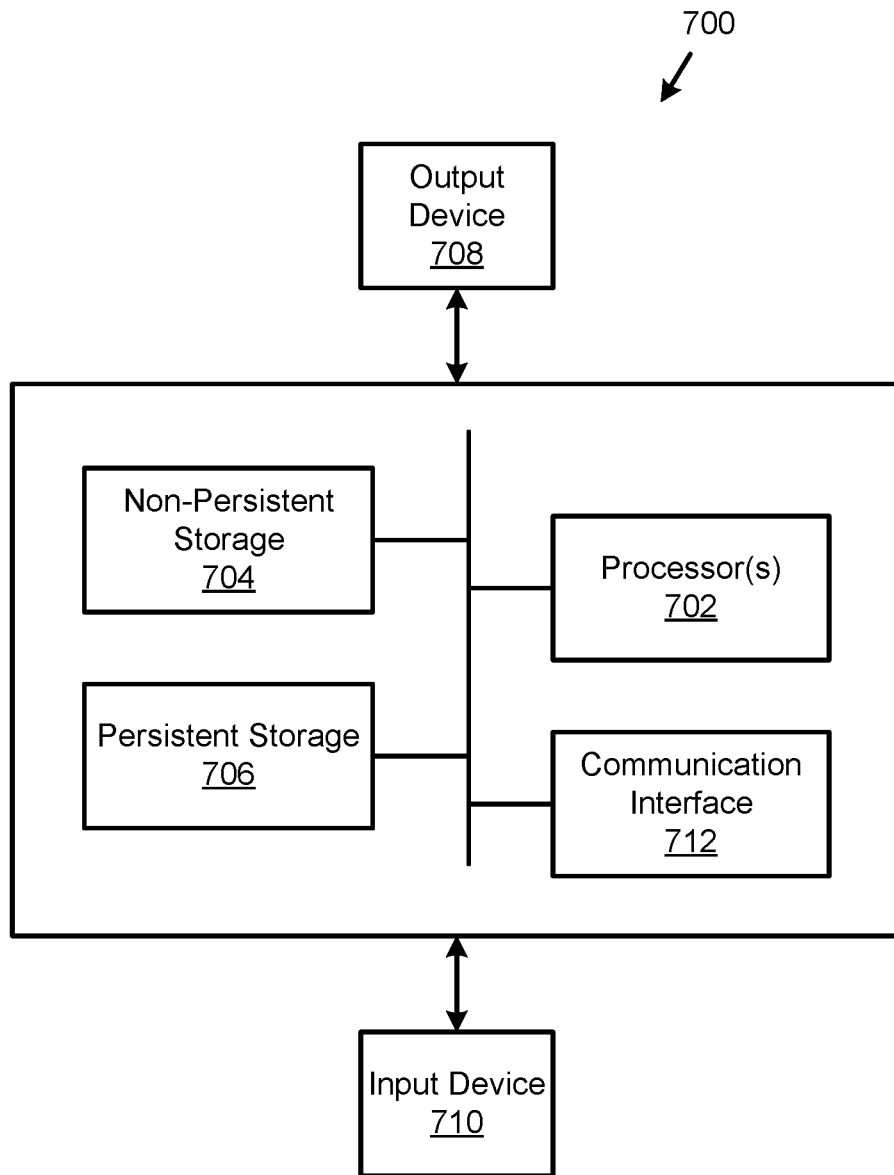 700
Output
Device
708
Non-Persistent
Storage
704
Processor(s)
702
Persistent Storage
706
Communication
Interface
712
Input Device
710